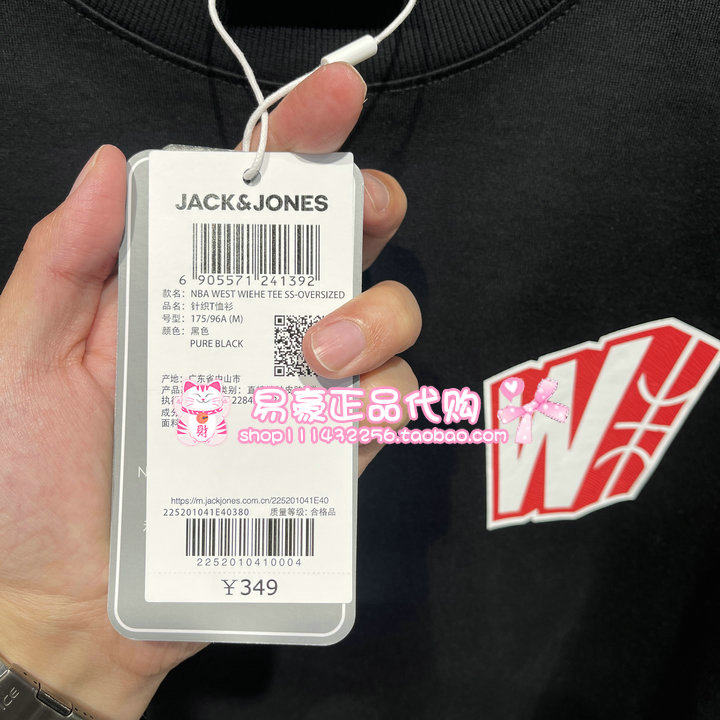 JACK&JONES
6 905571 241392
款名： NBA WEST WIEHE TEE SS-OVERSIZED
品名： 针织T恤衫
号型： 175/96A (M)
颜色： 黑色
PURE BLACK
产地： 广东省中山市
易豪正品代购
shop111432256.taobao.com
财
https://m.jackjones.com.cn/225201041E40
225201041E40380 质量等级: 合格品
2252010410004
￥349
W